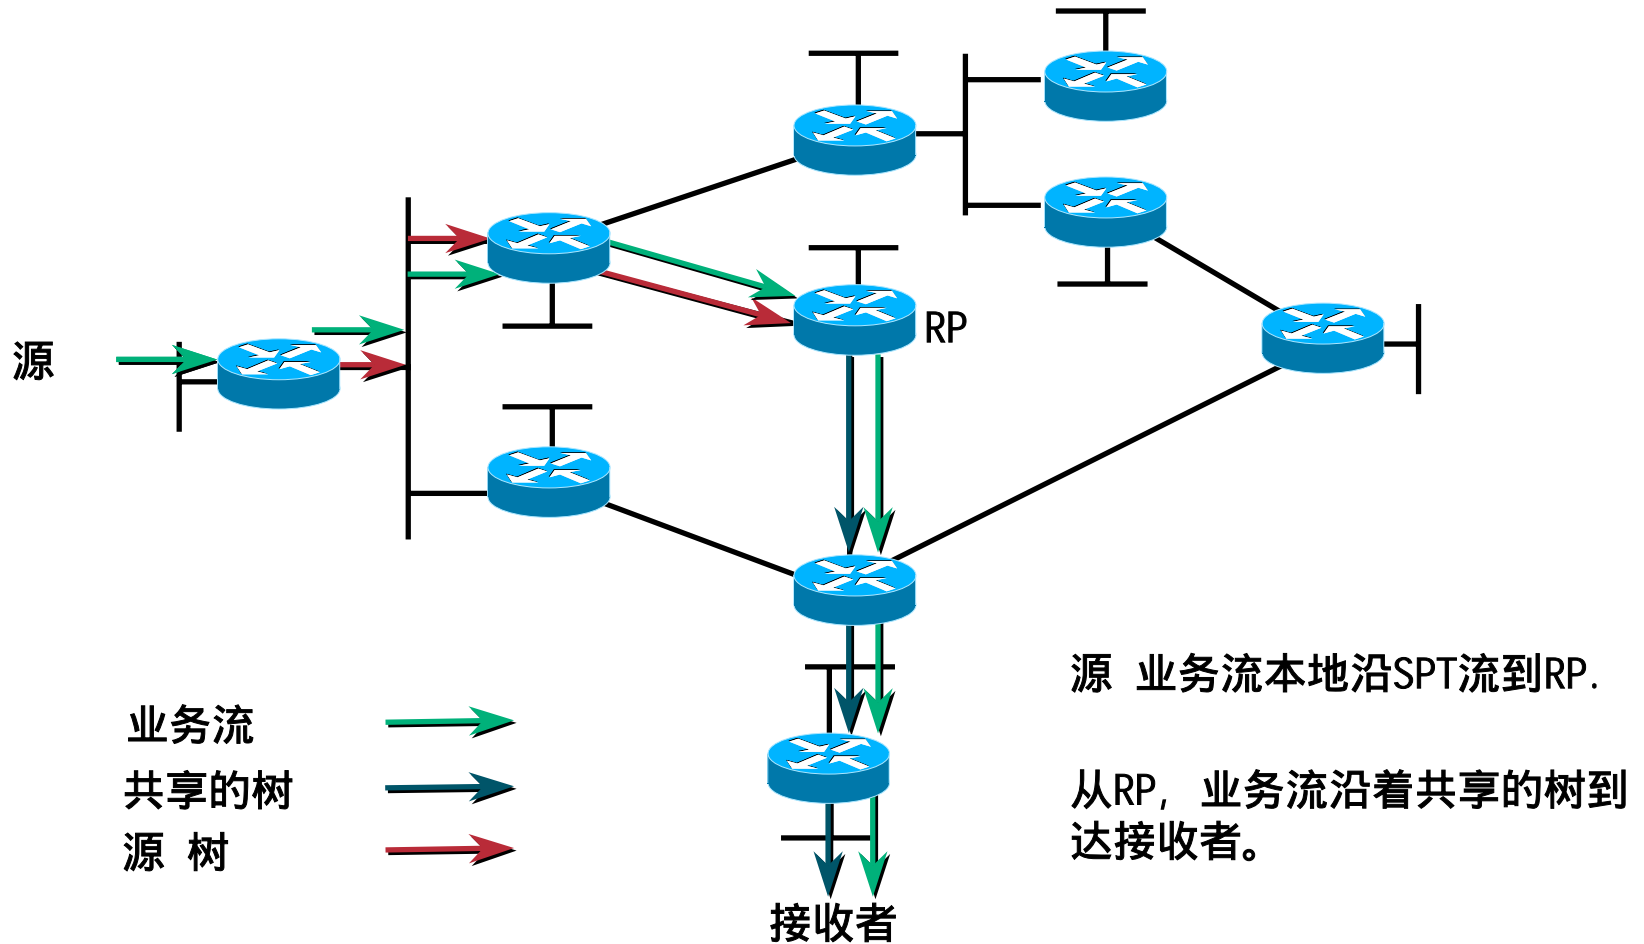 RP
源
源 业务流本地沿SPT流到RP.
业务流
共享的树
源 树
从RP, 业务流沿着共享的树到
达接收者。
接收者